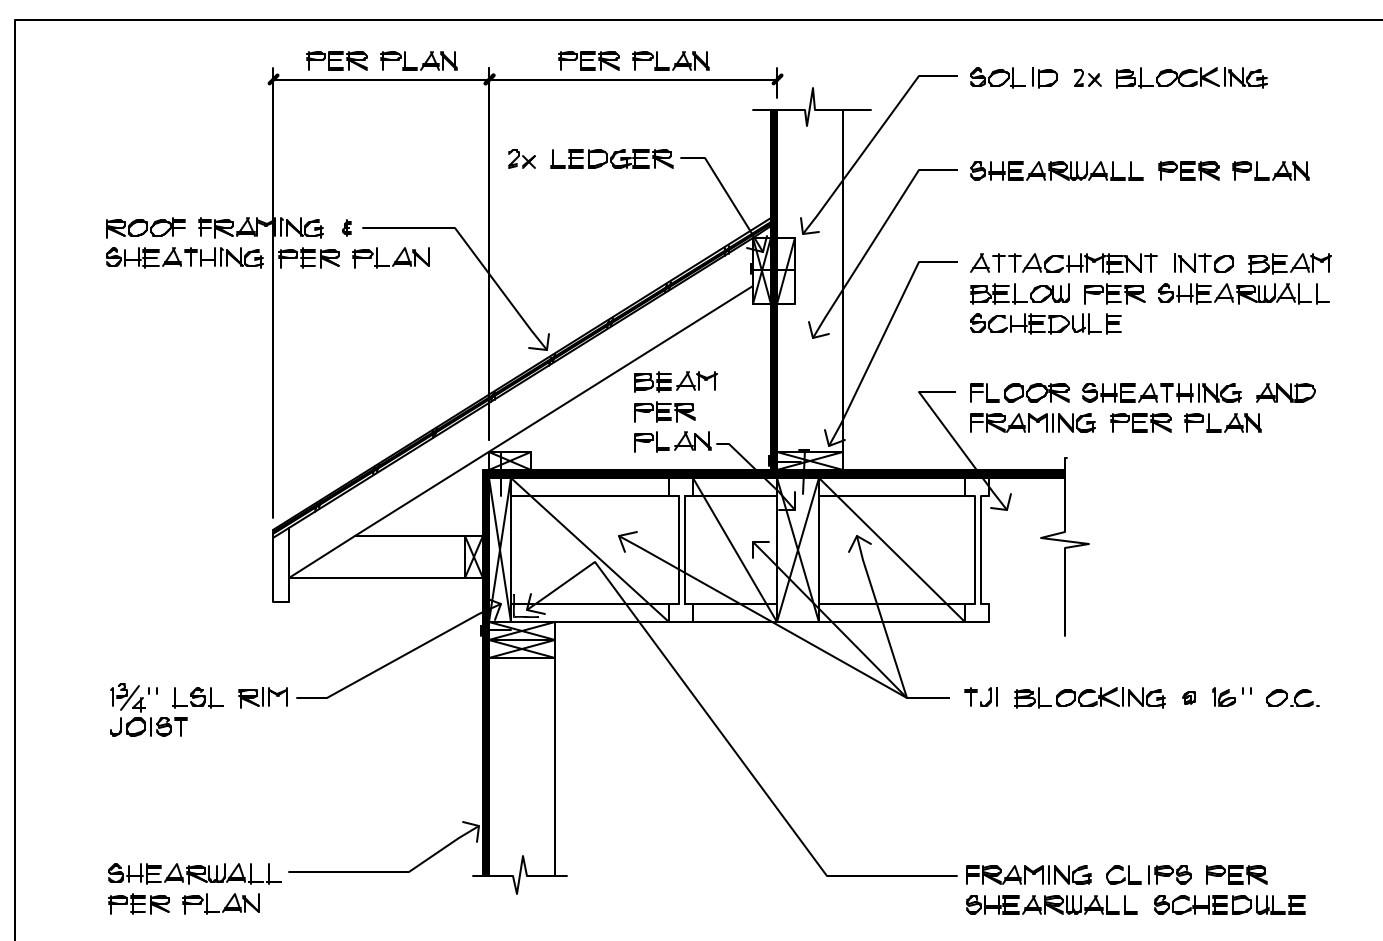 PER PLAN
PER PLAN
SOLID 2x BLOCKING
2x LEDGER
SHEARWALL PER PLAN
ROOF FRAMING &
SHEATHING PER PLAN
ATTACHMENT INTO BEAM
BELOW PER SHEARWALL
SCHEDULE
BEAM
PER
PLAN
FLOOR SHEATHING AND
FRAMING PER PLAN
1¾" LSL RIM
JOIST
TJI BLOCKING @ 16" O.C.
SHEARWALL
PER PLAN
FRAMING CLIPS PER
SHEARWALL SCHEDULE